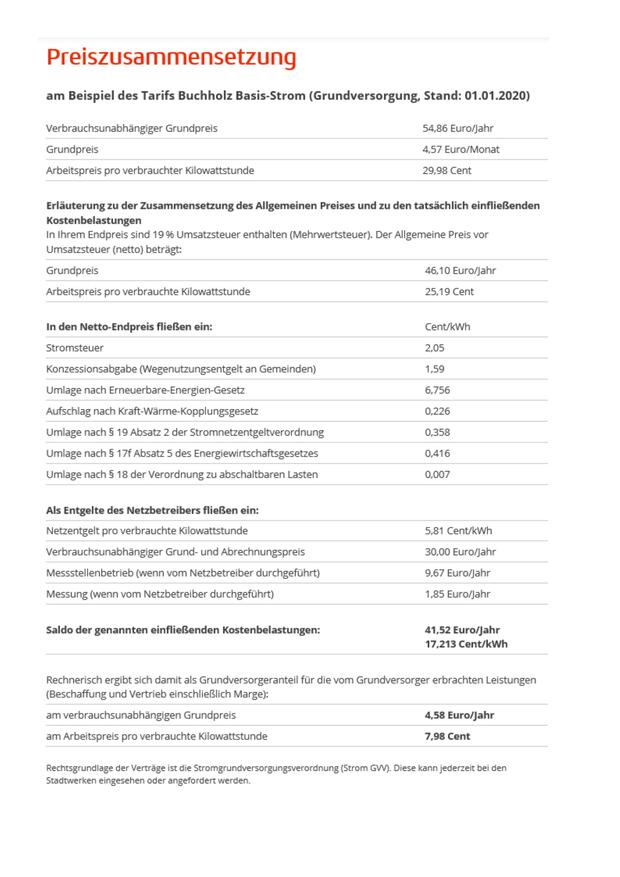 Preiszusammensetzung
am Beispiel des Tarifs Buchholz Basis-Strom (Grundversorgung, Stand: 01.01.2020)
Verbrauchsunabhängiger Grundpreis 54,86 Euro/Jahr
Grundpreis 4,57 Euro/Monat
Arbeitspreis pro verbrauchter Kilowattstunde 29,98 Cent
Erläuterung zu der Zusammensetzung des Allgemeinen Preises und zu den tatsächlich einfließenden
Kostenbelastungen
In Ihrem Endpreis sind 19 % Umsatzsteuer enthalten (Mehrwertsteuer). Der Allgemeine Preis vor
Umsatzsteuer (netto) beträgt:
Grundpreis 46,10 Euro/Jahr
Arbeitspreis pro verbrauchte Kilowattstunde 25,19 Cent
In den Netto-Endpreis fließen ein: Cent/kWh
Stromsteuer 2,05
Konzessionsabgabe (Wegenutzungsentgelt an Gemeinden) 1,59
Umlage nach Erneuerbare-Energien-Gesetz 6,756
Aufschlag nach Kraft-Wärme-Kopplungsgesetz 0,226
Umlage nach § 19 Absatz 2 der Stromnetzentgeltverordnung 0,358
Umlage nach § 17f Absatz 5 des Energiewirtschaftsgesetzes 0,416
Umlage nach § 18 der Verordnung zu abschaltbaren Lasten 0,007
Als Entgelte des Netzbetreibers fließen ein:
Netzentgelt pro verbrauchte Kilowattstunde 5,81 Cent/kWh
Verbrauchsunabhängiger Grund- und Abrechnungspreis 30,00 Euro/Jahr
Messstellenbetrieb (wenn vom Netzbetreiber durchgeführt) 9,67 Euro/Jahr
Messung (wenn vom Netzbetreiber durchgeführt) 1,85 Euro/Jahr
Saldo der genannten einfließenden Kostenbelastungen: 41,52 Euro/Jahr
17,213 Cent/kWh
Rechnerisch ergibt sich damit als Grundversorgeranteil für die vom Grundversorger erbrachten Leistungen
(Beschaffung und Vertrieb einschließlich Marge):
am verbrauchsunabhängigen Grundpreis 4,58 Euro/Jahr
am Arbeitspreis pro verbrauchte Kilowattstunde 7,98 Cent
Rechtsgrundlage der Verträge ist die Stromgrundversorgungsverordnung (Strom GVV). Diese kann jederzeit bei den
Stadtwerken eingesehen oder angefordert werden.